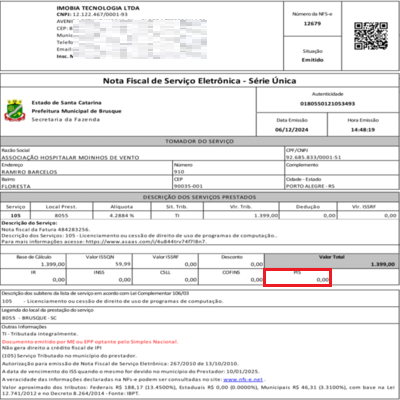 IMOBIA TECNOLOGIA LTDA
CNPJ: 12.122.467/0001-93
CEP: 8
Telefo
Email:
Insc. M
Número da NFS-e
12679
Situação
Emitido
Nota Fiscal de Serviço Eletrônica - Série Única
Estado de Santa Catarina
Prefeitura Municipal de Brusque
Secretaria da Fazenda
Autenticidade
0180550121053493
Data Emissão
Hora Emissão
06/12/2024
14:48:19
TOMADOR DO SERVIÇO
Razão Social
CPF/CNPJ
ASSOCIAÇÃO HOSPITALAR MOINHOS DE VENTO
92.685.833/0001-51
Endereço
Número
Complemento
RAMIRO BARCELOS
910
Bairro
CEP
Cidade - Estado
FLORESTA
90035-001
PORTO ALEGRE - RS
DESCRIÇÃO DOS SERVIÇOS PRESTADOS
Serviço Local Prest. Alíquota Sit. Trib. Vlr. Trib. Dedução Vlr. ISSRF
105 8055 4.2884 % TI 1.399,00 0,00 0,00
Descrição do Serviço:
Nota fiscal da Fatura 484283256.
Descrição dos Serviços: 105 - Licenciamento ou cessão de direito de uso de programas de computação..
Para mais informações acesse:
Base de Cálculo Valor ISSQN Valor ISSRF Desconto Valor Total
1.399,00 59,99 0,00 0,00 1.399,00
IR INSS CSLL COFINS PIS
0,00 0,00 0,00 0,00 0,00
Descrição dos subitens da lista de serviço em acordo com Lei Complementar 106/03
105 - Licenciamento ou cessão de direito de uso de programas de computação.
Legenda do local da prestação do serviço
8055 - BRUSQUE - SC
Outras Informações
TI - Tributada integralmente.
Documento emitido por ME ou EPP optante pelo Simples Nacional.
Não gera direito a crédito fiscal de IPI
(105) Serviço Tributado no município do prestador.
Autorização para emissão de Nota Fiscal de Serviço Eletrônica: 267/2010 de 13/10/2010.
A data de vencimento do ISS quando o mesmo for devido no município do Prestador: 10/01/2025.
A veracidade das informações declaradas na NFS-e podem ser consultadas no site: www.nfs-e.net .
Valor aproximado dos tributos: Federais R$ 188,17 (13.4500%), Estaduais R$ 0,00 (0.0000%), Municipais R$ 46,31 (3.3100%), com base na Lei
12.741/2012 e no Decreto 8.264/2014 - Fonte: IBPT.